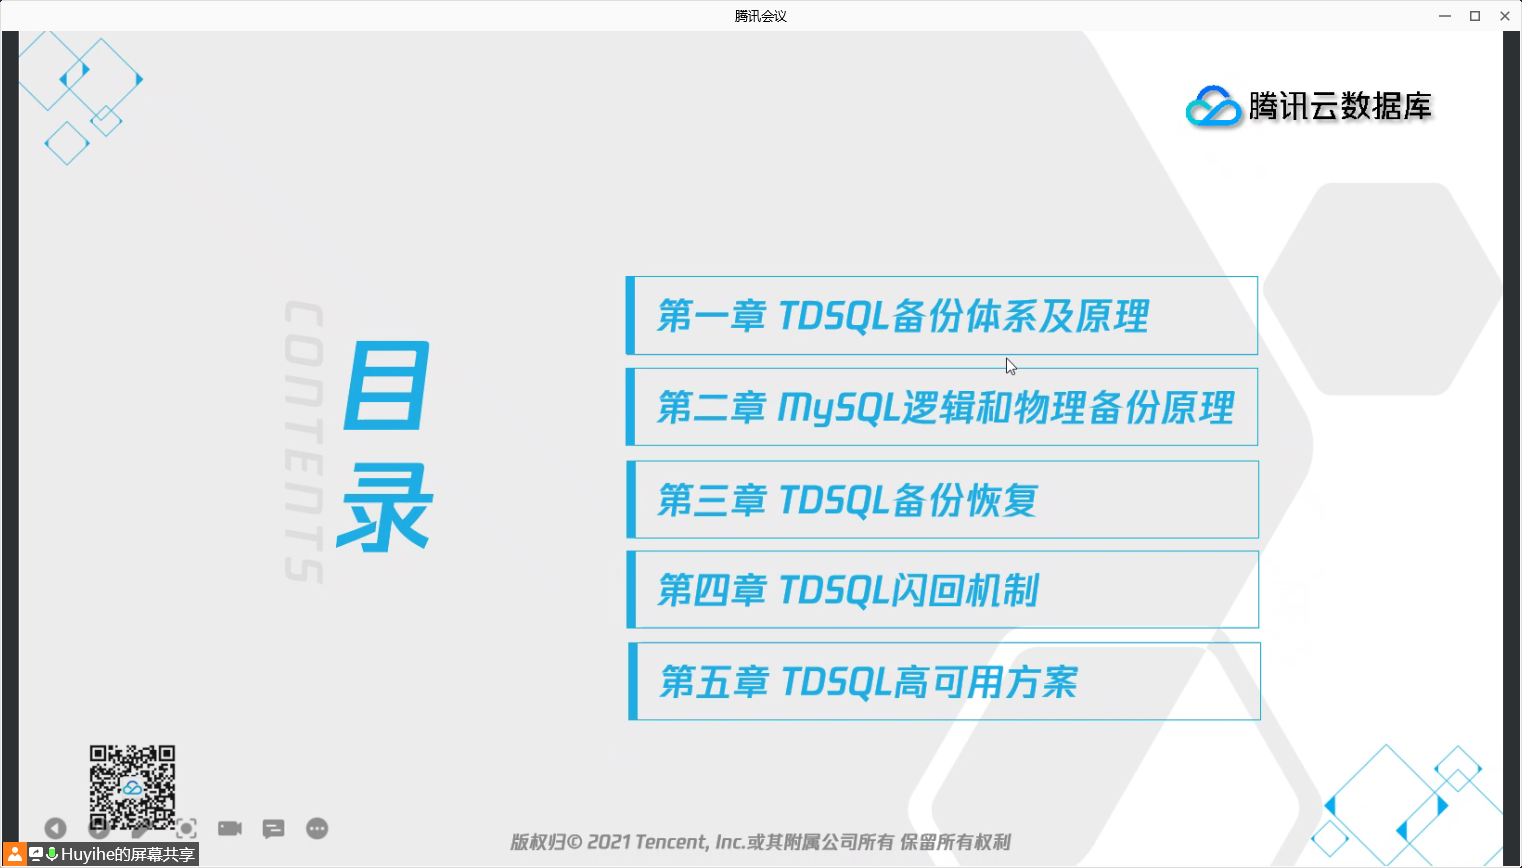 腾讯会议
腾讯云数据库
CONTENTS
目录
第一章 TDSQL备份体系及原理
第二章 MySQL逻辑和物理备份原理
第三章 TDSQL备份恢复
第四章 TDSQL闪回机制
第五章 TDSQL高可用方案
版权归© 2021 Tencent, Inc.或其附属公司所有 保留所有权利
Huyihe的屏幕共享